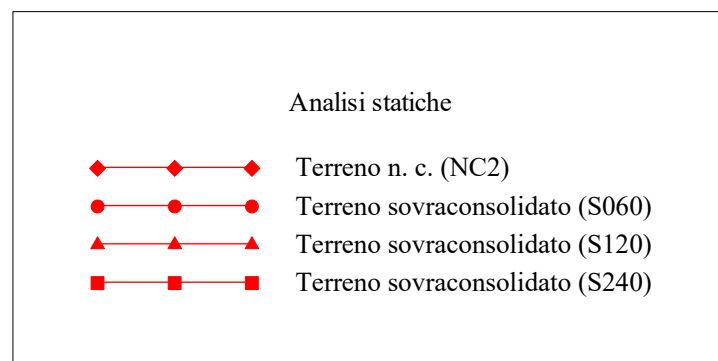 Analisi statiche
Terreno n. c. (NC2)
Terreno sovraconsolidato (S060)
Terreno sovraconsolidato (S120)
Terreno sovraconsolidato (S240)